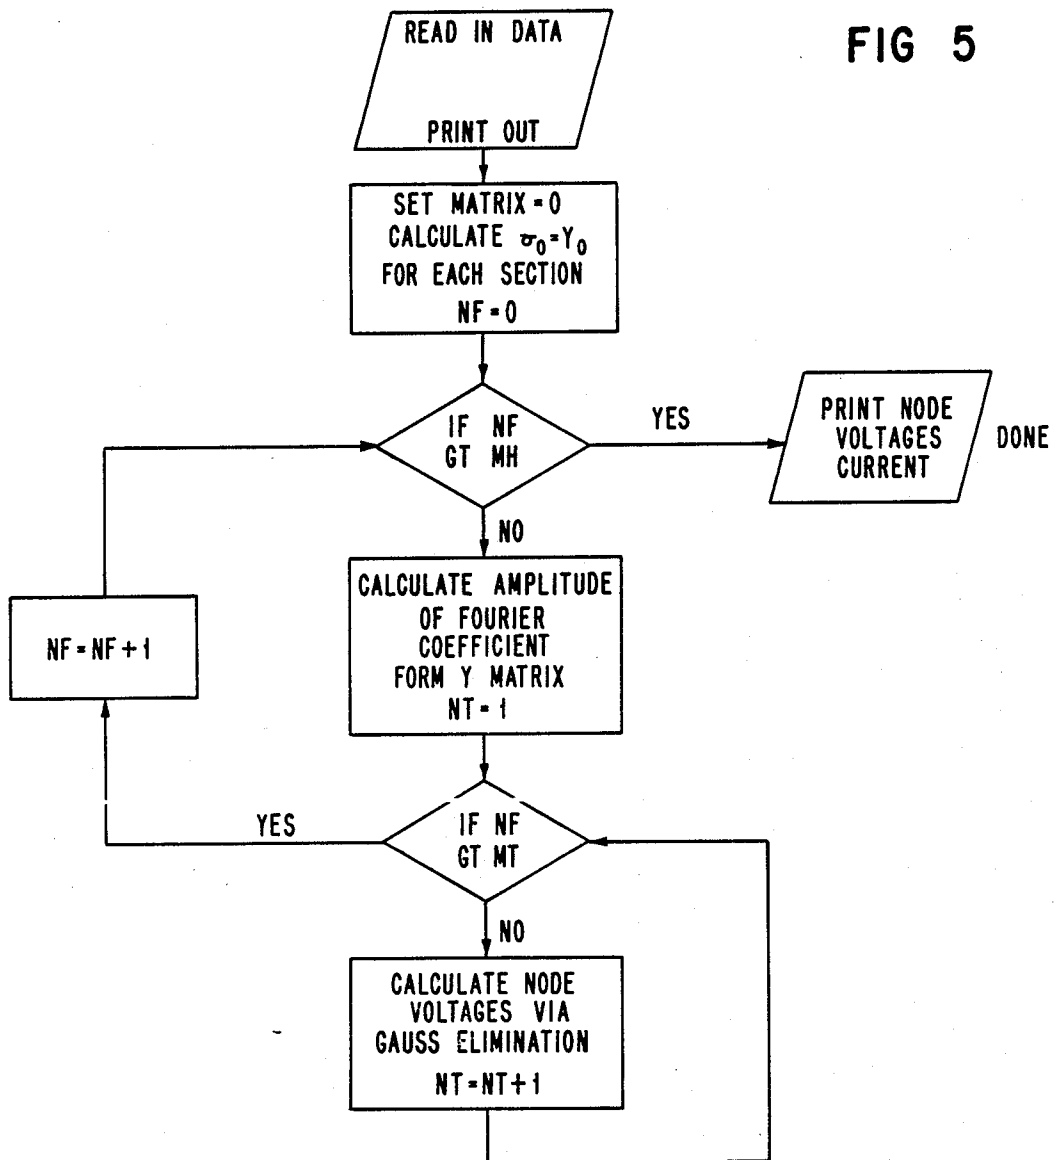 FIG 5
READ IN DATA
PRINT OUT
SET MATRIX = 0
CALCULATE σ₀=Y₀
FOR EACH SECTION
NF = 0
IF NF
GT MH
YES
PRINT NODE
VOLTAGES
CURRENT
DONE
NO
CALCULATE AMPLITUDE
OF FOURIER
COEFFICIENT
FORM Y MATRIX
NT = 1
NF = NF + 1
IF NF
GT MT
YES
NO
CALCULATE NODE
VOLTAGES VIA
GAUSS ELIMINATION
NT = NT + 1